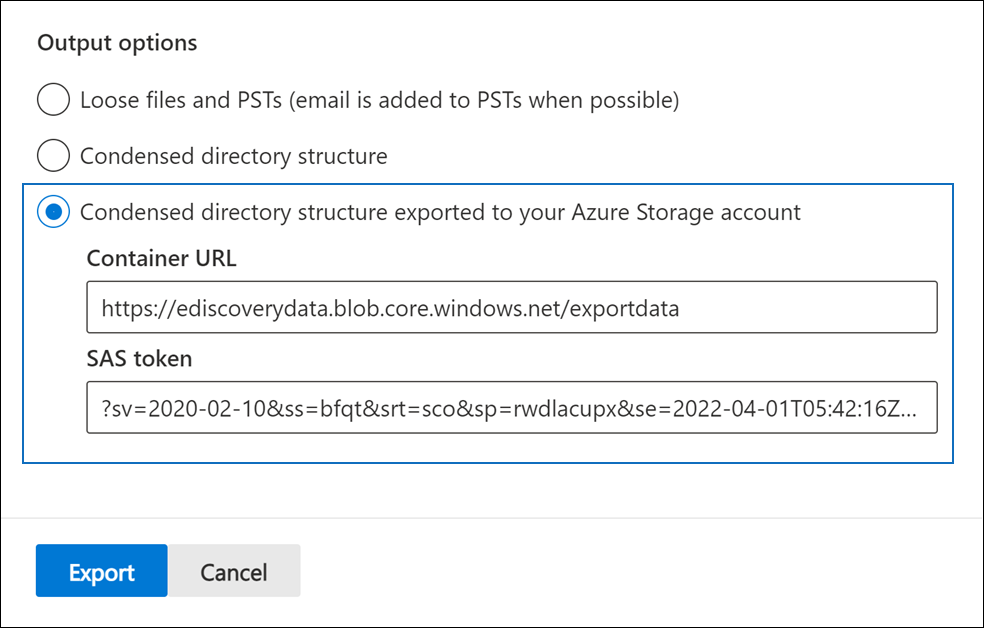 Output options
Loose files and PSTs (email is added to PSTs when possible)
Condensed directory structure
Condensed directory structure exported to your Azure Storage account
Container URL
https://ediscoverydata.blob.core.windows.net/exportdata
SAS token
?sv=2020-02-10&ss=bfqt&srt=sco&sp=rwdlacupx&se=2022-04-01T05:42:16Z...
Export
Cancel